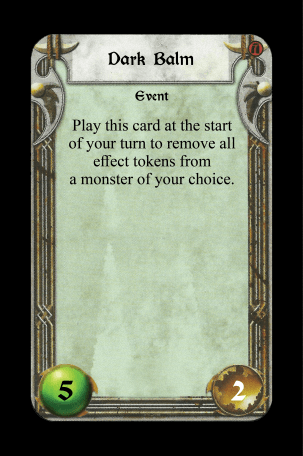 Dark Balm
@
Event
Play this card at the start
of your turn to remove all
effect tokens from
a monster of your choice.
5
2